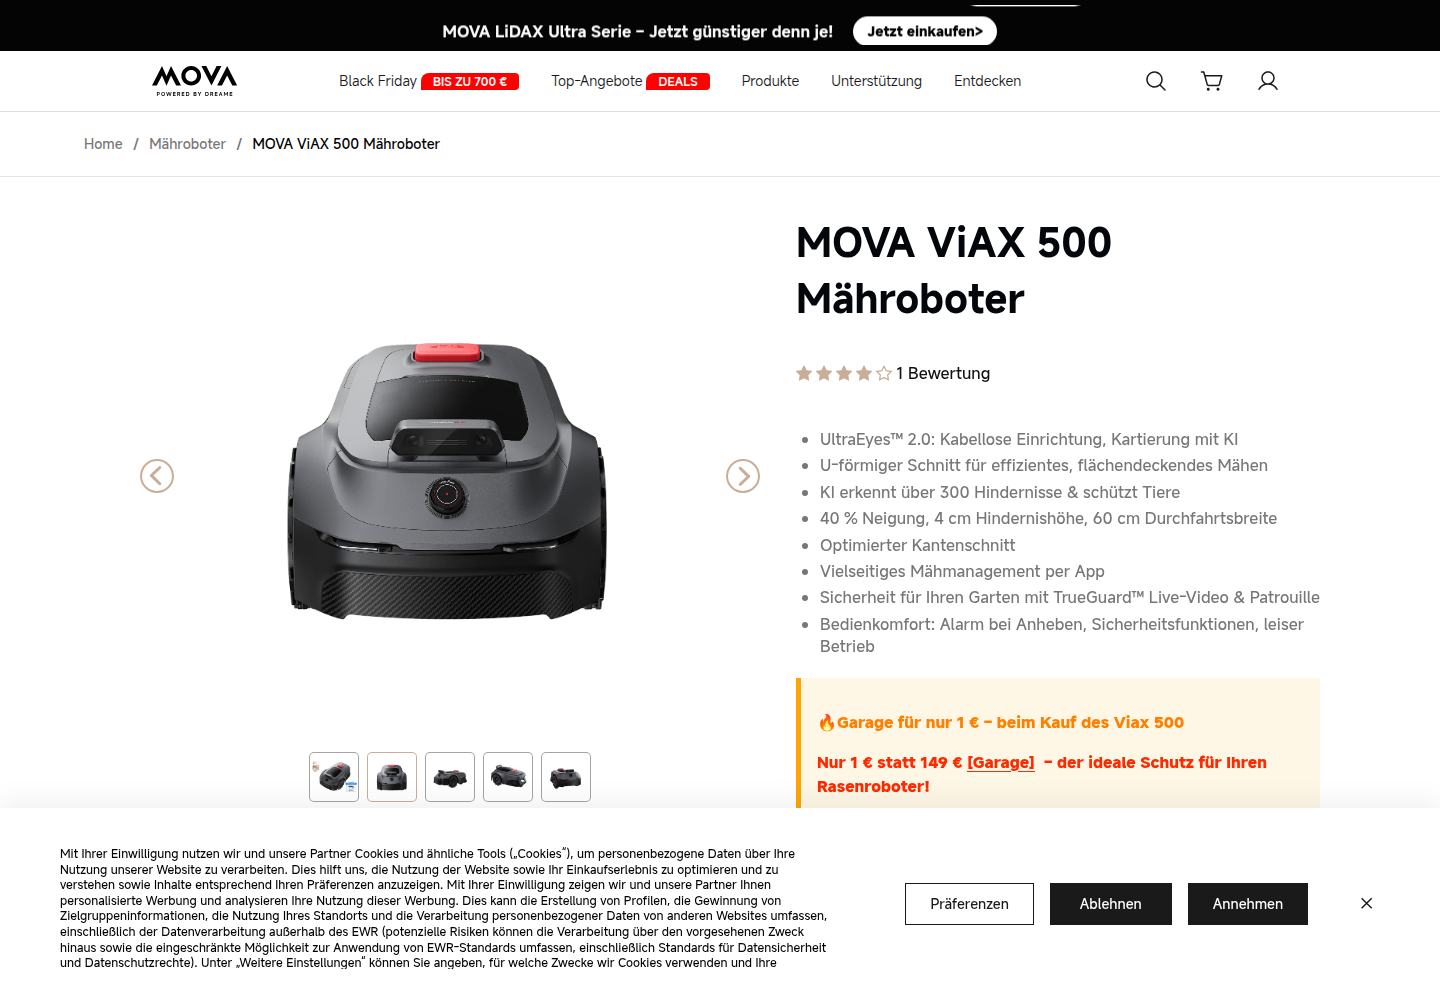 MOVA LiDAX Ultra Serie – Jetzt günstiger denn je!
Jetzt einkaufen>
MOVA
POWERED BY DREAME
Black Friday BIS ZU 700 €
Top-Angebote DEALS
Produkte
Unterstützung
Entdecken
Home / Mähroboter / MOVA ViAX 500 Mähroboter
MOVA ViAX 500
Mähroboter
1 Bewertung
UltraEyes™ 2.0: Kabellose Einrichtung, Kartierung mit KI
U-förmiger Schnitt für effizientes, flächendeckendes Mähen
KI erkennt über 300 Hindernisse & schützt Tiere
40 % Neigung, 4 cm Hindernishöhe, 60 cm Durchfahrtsbreite
Optimierter Kantenschnitt
Vielseitiges Mähmanagement per App
Sicherheit für Ihren Garten mit TrueGuard™ Live-Video & Patrouille
Bedienkomfort: Alarm bei Anheben, Sicherheitsfunktionen, leiser
Betrieb
🔥Garage für nur 1 € – beim Kauf des Viax 500
Nur 1 € statt 149 € [Garage] – der ideale Schutz für Ihren
Rasenroboter!
Mit Ihrer Einwilligung nutzen wir und unsere Partner Cookies und ähnliche Tools („Cookies“), um personenbezogene Daten über Ihre
Nutzung unserer Website zu verarbeiten. Dies hilft uns, die Nutzung der Website sowie Ihr Einkaufserlebnis zu optimieren und zu
verstehen sowie Inhalte entsprechend Ihren Präferenzen anzuzeigen. Mit Ihrer Einwilligung zeigen wir und unsere Partner Ihnen
personalisierte Werbung und analysieren Ihre Nutzung dieser Werbung. Dies kann die Erstellung von Profilen, die Gewinnung von
Zielgruppeninformationen, die Nutzung Ihres Standorts und die Verarbeitung personenbezogener Daten von anderen Websites umfassen,
einschließlich der Datenverarbeitung außerhalb des EWR (potenzielle Risiken können die Verarbeitung über den vorgesehenen Zweck
hinaus sowie die eingeschränkte Möglichkeit zur Anwendung von EWR-Standards umfassen, einschließlich Standards für Datensicherheit
und Datenschutzrechte). Unter „Weitere Einstellungen“ können Sie angeben, für welche Zwecke wir Cookies verwenden und Ihre
Präferenzen
Ablehnen
Annehmen